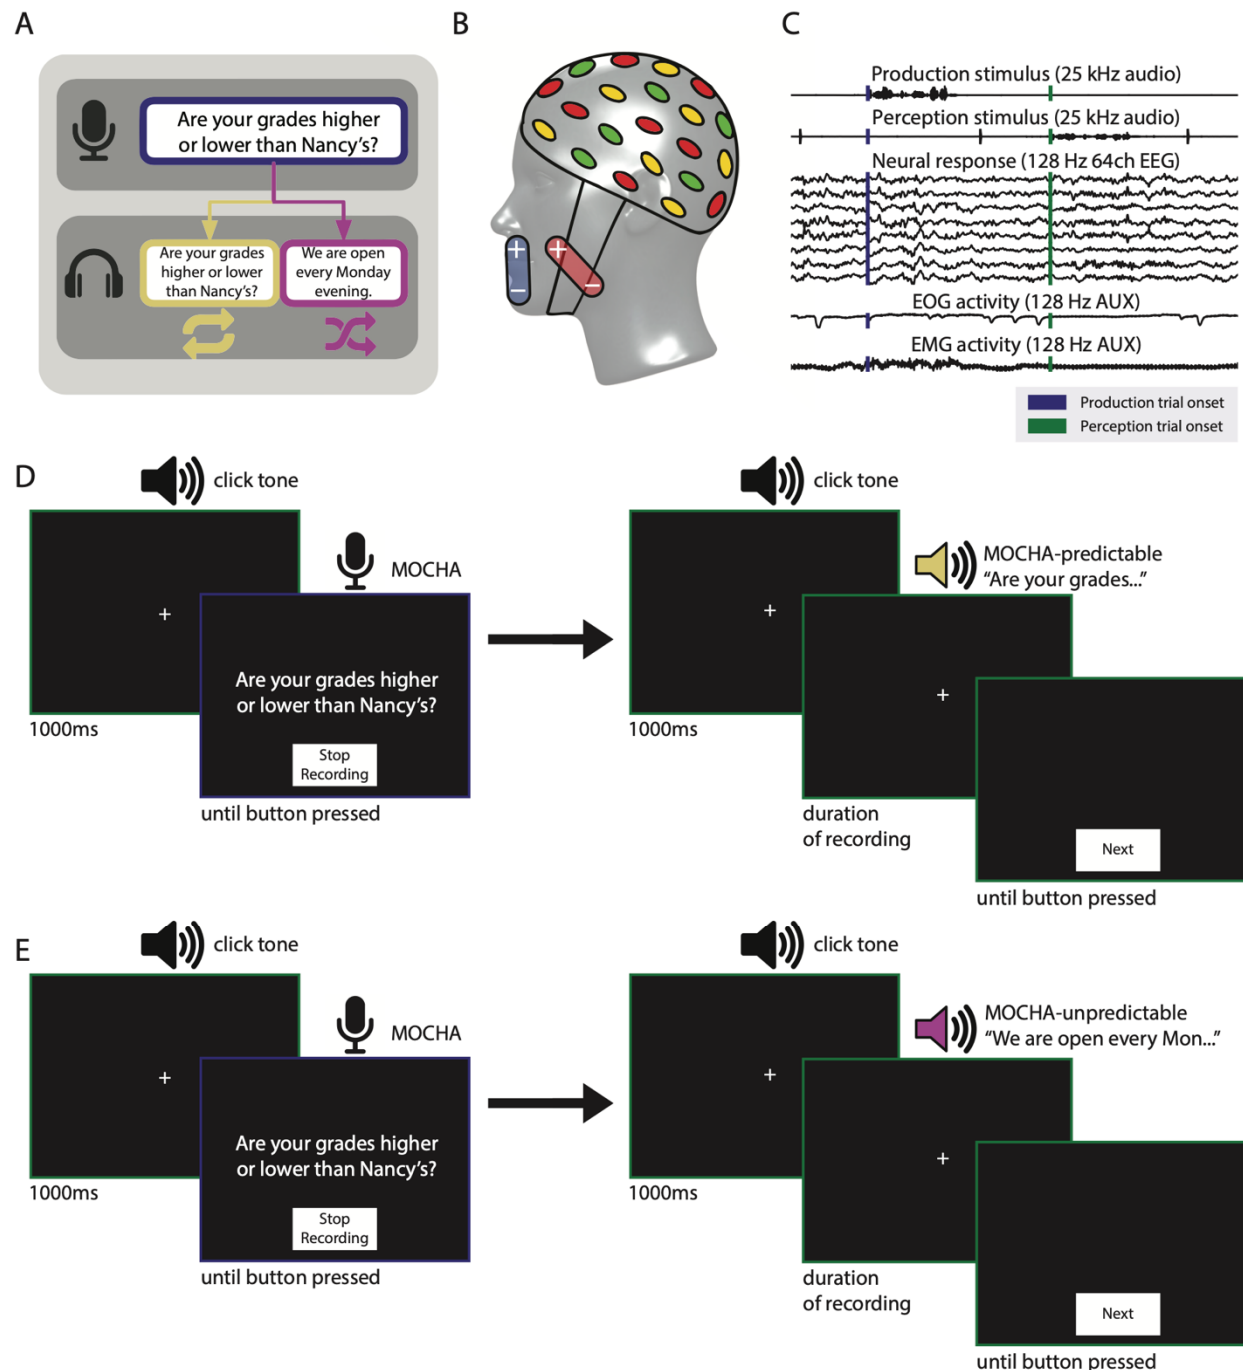 A
Are your grades higher
or lower than Nancy's?
Are your grades
higher or lower
than Nancy's?
We are open
every Monday
evening.
B
+
−
+
−
C
Production stimulus (25 kHz audio)
Perception stimulus (25 kHz audio)
Neural response (128 Hz 64ch EEG)
EOG activity (128 Hz AUX)
EMG activity (128 Hz AUX)
Production trial onset
Perception trial onset
D
click tone
+
1000ms
MOCHA
Are your grades higher
or lower than Nancy's?
Stop
Recording
until button pressed
click tone
+
1000ms
MOCHA-predictable
“Are your grades...”
+
duration
of recording
Next
until button pressed
E
click tone
+
1000ms
MOCHA
Are your grades higher
or lower than Nancy's?
Stop
Recording
until button pressed
click tone
+
1000ms
MOCHA-unpredictable
“We are open every Mon...”
+
duration
of recording
Next
until button pressed